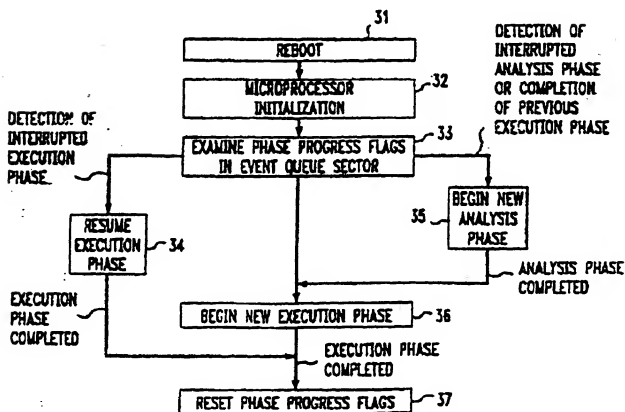 31
REBOOT
32
MICROPROCESSOR
INITIALIZATION
DETECTION OF
INTERRUPTED
ANALYSIS PHASE
OR COMPLETION
OF PREVIOUS
EXECUTION PHASE
DETECTION OF
INTERRUPTED
EXECUTION
PHASE
33
EXAMINE PHASE PROGRESS FLAGS
IN EVENT QUEUE SECTOR
RESUME
EXECUTION
PHASE
34
35
BEGIN NEW
ANALYSIS
PHASE
ANALYSIS PHASE
COMPLETED
EXECUTION
PHASE
COMPLETED
BEGIN NEW EXECUTION PHASE
36
EXECUTION PHASE
COMPLETED
RESET PHASE PROGRESS FLAGS
37